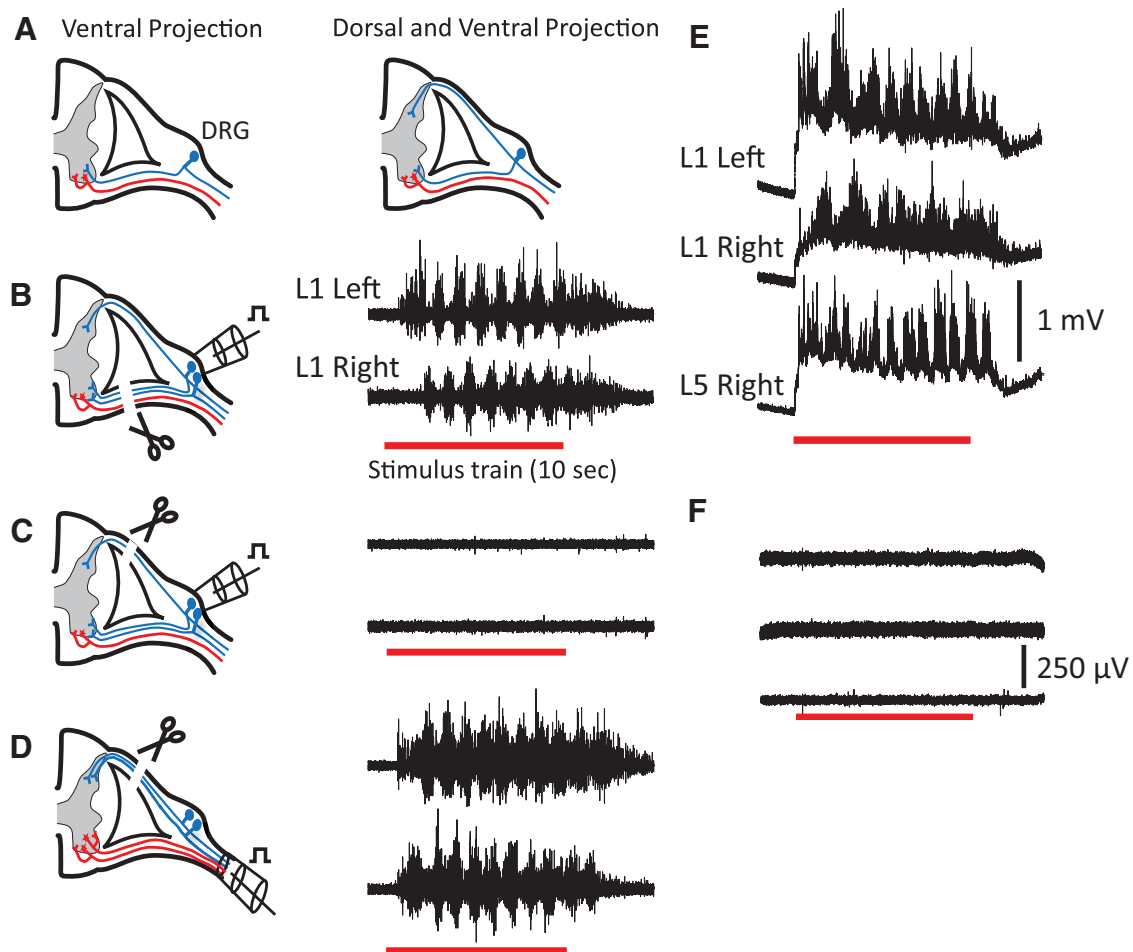 A
Ventral Projection
Dorsal and Ventral Projection
DRG
B
L1 Left
L1 Right
Stimulus train (10 sec)
C
D
E
L1 Left
L1 Right
L5 Right
1 mV
F
250 µV